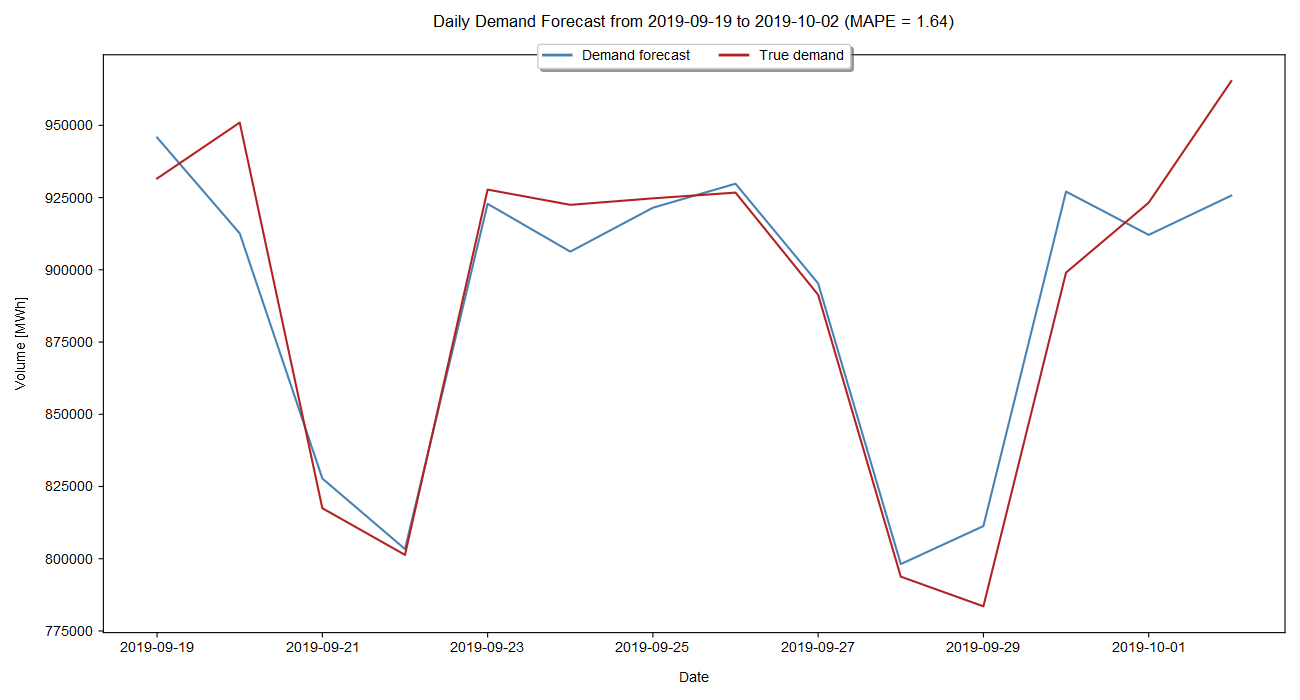 Daily Demand Forecast from 2019-09-19 to 2019-10-02 (MAPE = 1.64)
Demand forecast True demand
950000
925000
900000
875000
850000
825000
800000
775000
Volume [MWh]
2019-09-19 2019-09-21 2019-09-23 2019-09-25 2019-09-27 2019-09-29 2019-10-01
Date